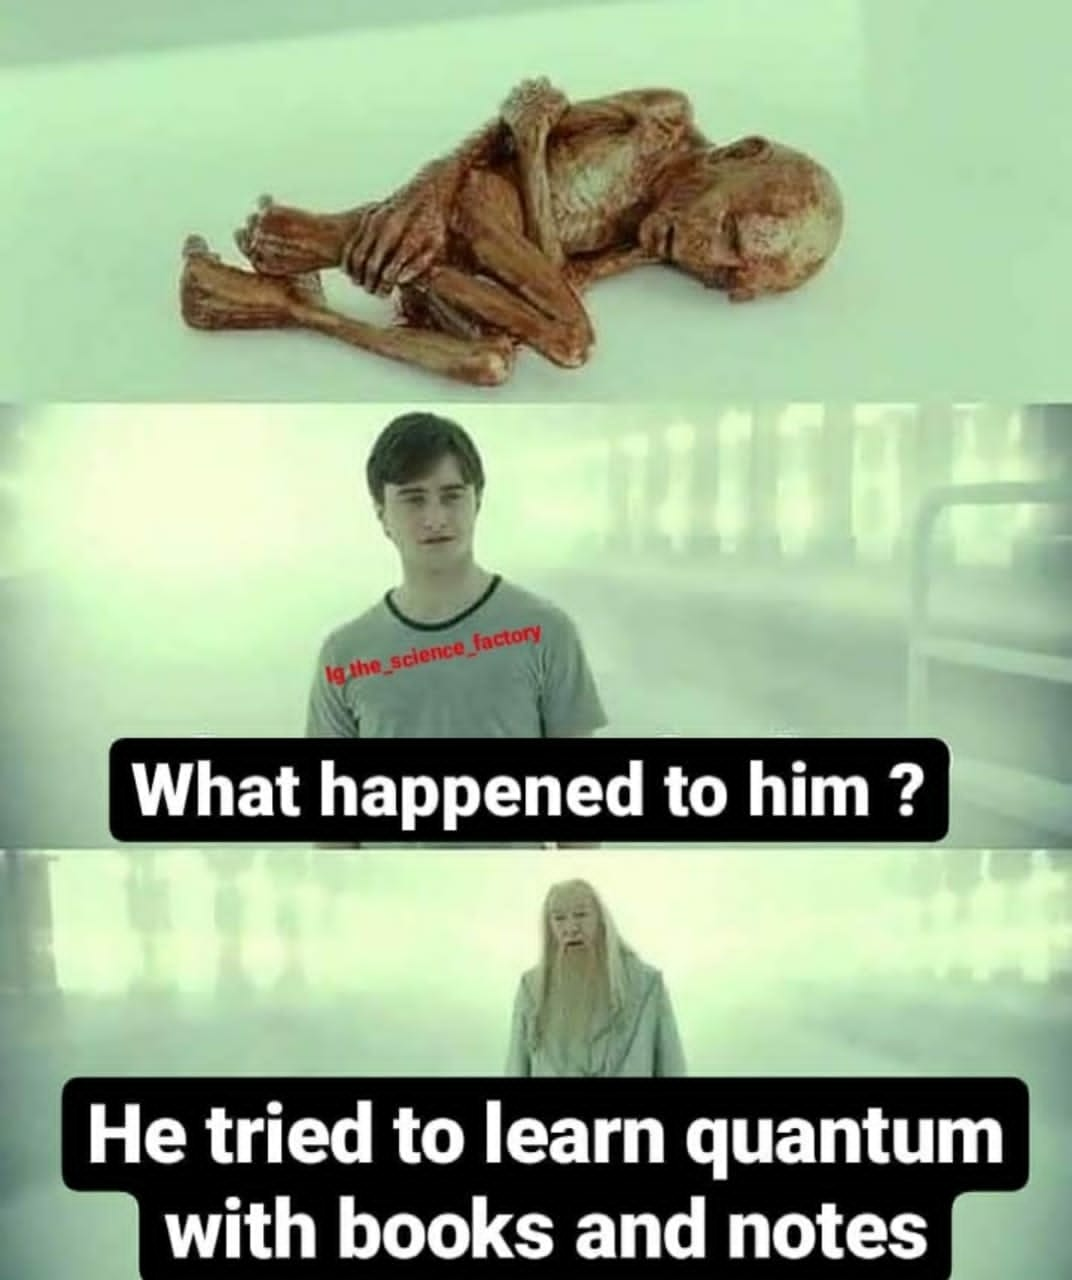 Ig.the_science_factory
What happened to him ?
He tried to learn quantum
with books and notes